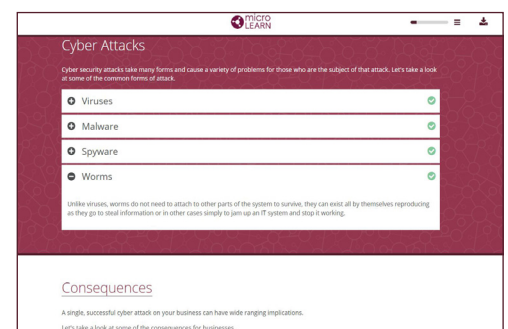 micro
LEARN
Cyber Attacks
Cyber security attacks take many forms and cause a variety of problems for those who are the subject of that attack. Let's take a look
at some of the common forms of attack.
Viruses
Malware
Spyware
Worms
Unlike viruses, worms do not need to attach to other parts of the system to survive, they can exist all by themselves reproducing
as they go to steal information or in other cases simply to jam up an IT system and stop it working.
Consequences
A single, successful cyber attack on your business can have wide ranging implications.
Let's take a look at some of the consequences for businesses.